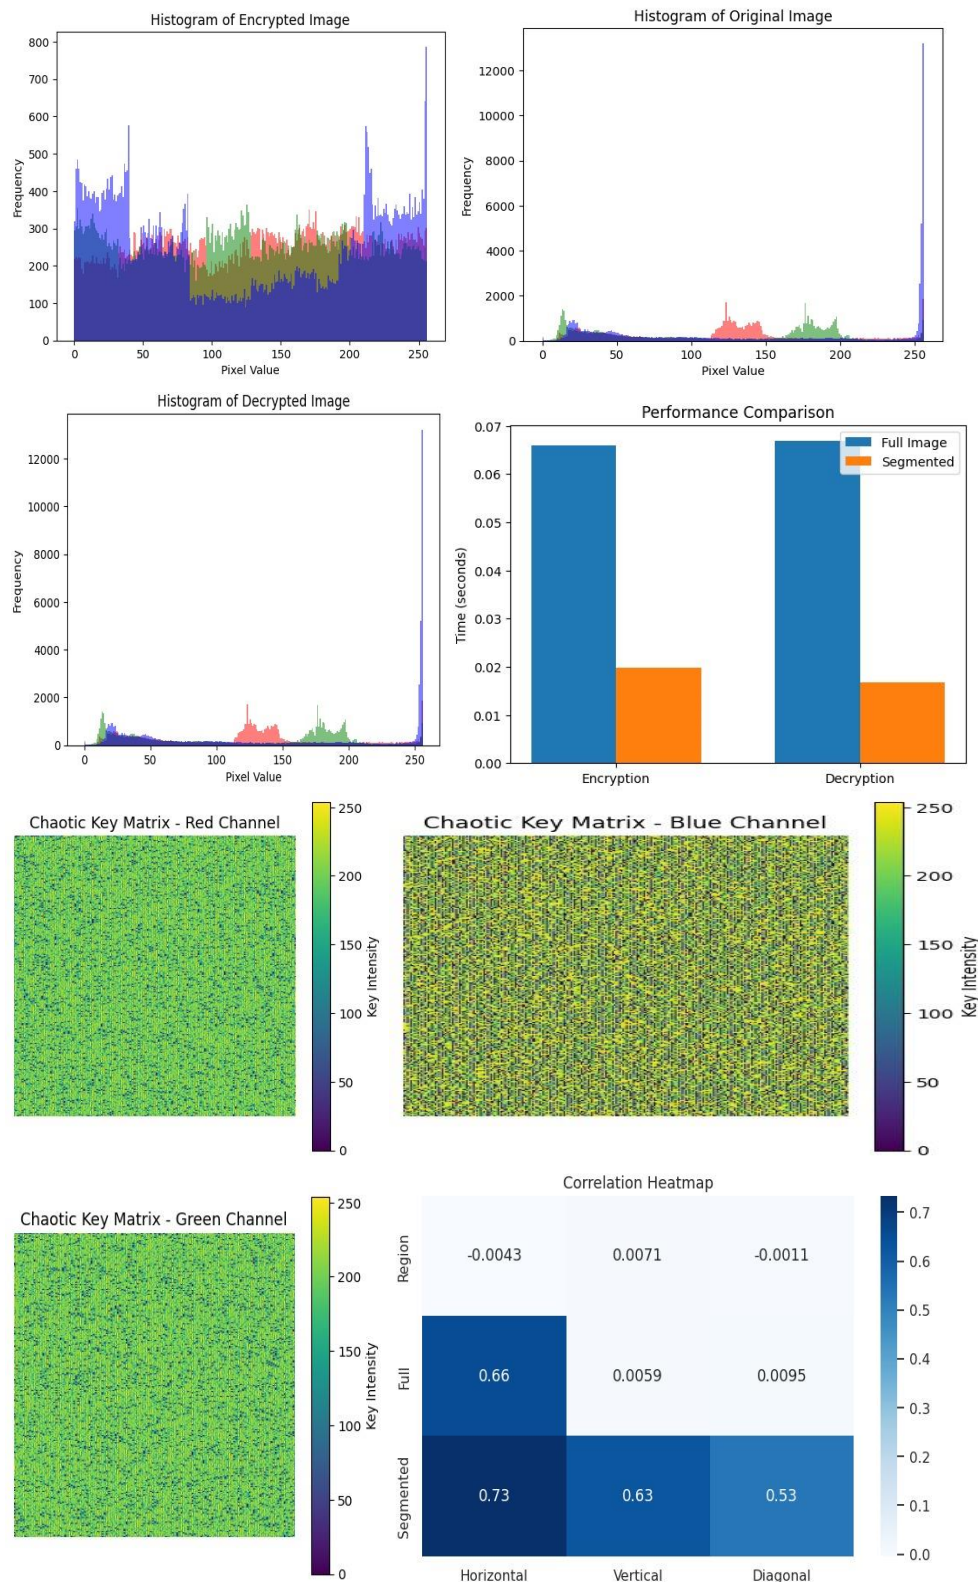 Histogram of Encrypted Image
Frequency
800
700
600
500
400
300
200
100
0
0 50 100 150 200 250
Pixel Value
Histogram of Original Image
Frequency
12000
10000
8000
6000
4000
2000
0
0 50 100 150 200 250
Pixel Value
Histogram of Decrypted Image
Frequency
12000
10000
8000
6000
4000
2000
0
0 50 100 150 200 250
Pixel Value
Performance Comparison
Full Image
Segmented
Time (seconds)
0.07
0.06
0.05
0.04
0.03
0.02
0.01
0.00
Encryption Decryption
Chaotic Key Matrix - Red Channel
250
200
150
100
50
0
Key Intensity
Chaotic Key Matrix - Blue Channel
250
200
150
100
50
0
Key Intensity
Chaotic Key Matrix - Green Channel
250
200
150
100
50
0
Key Intensity
Correlation Heatmap
Region -0.0043 0.0071 -0.0011
Full 0.66 0.0059 0.0095
Segmented 0.73 0.63 0.53
Horizontal Vertical Diagonal
0.7
0.6
0.5
0.4
0.3
0.2
0.1
0.0